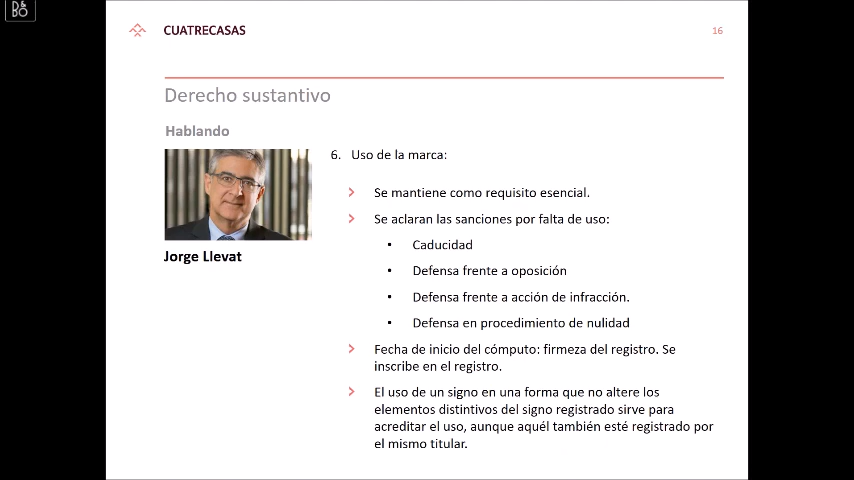 B&O
CUATRECASAS
16
Derecho sustantivo
Hablando
Jorge Llevat
6. Uso de la marca:
Se mantiene como requisito esencial.
Se aclaran las sanciones por falta de uso:
• Caducidad
• Defensa frente a oposición
• Defensa frente a acción de infracción.
• Defensa en procedimiento de nulidad
Fecha de inicio del cómputo: firmeza del registro. Se
inscribe en el registro.
El uso de un signo en una forma que no altere los
elementos distintivos del signo registrado sirve para
acreditar el uso, aunque aquél también esté registrado por
el mismo titular.